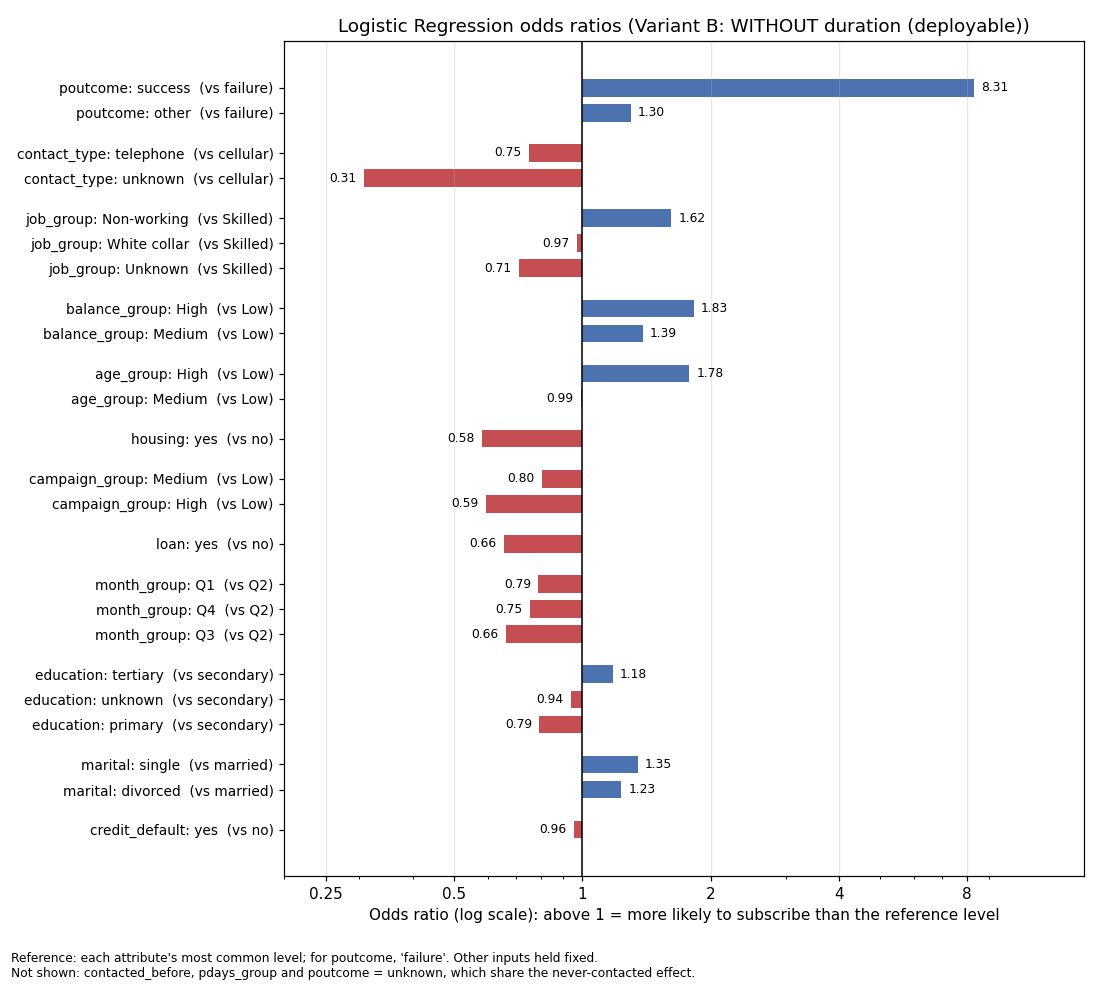 Logistic Regression odds ratios (Variant B: WITHOUT duration (deployable))
poutcome: success  (vs failure) 8.31
poutcome: other  (vs failure) 1.30
contact_type: telephone  (vs cellular) 0.75
contact_type: unknown  (vs cellular) 0.31
job_group: Non-working  (vs Skilled) 1.62
job_group: White collar  (vs Skilled) 0.97
job_group: Unknown  (vs Skilled) 0.71
balance_group: High  (vs Low) 1.83
balance_group: Medium  (vs Low) 1.39
age_group: High  (vs Low) 1.78
age_group: Medium  (vs Low) 0.99
housing: yes  (vs no) 0.58
campaign_group: Medium  (vs Low) 0.80
campaign_group: High  (vs Low) 0.59
loan: yes  (vs no) 0.66
month_group: Q1  (vs Q2) 0.79
month_group: Q4  (vs Q2) 0.75
month_group: Q3  (vs Q2) 0.66
education: tertiary  (vs secondary) 1.18
education: unknown  (vs secondary) 0.94
education: primary  (vs secondary) 0.79
marital: single  (vs married) 1.35
marital: divorced  (vs married) 1.23
credit_default: yes  (vs no) 0.96
0.25 0.5 1 2 4 8
Odds ratio (log scale): above 1 = more likely to subscribe than the reference level
Reference: each attribute's most common level; for poutcome, 'failure'. Other inputs held fixed.
Not shown: contacted_before, pdays_group and poutcome = unknown, which share the never-contacted effect.